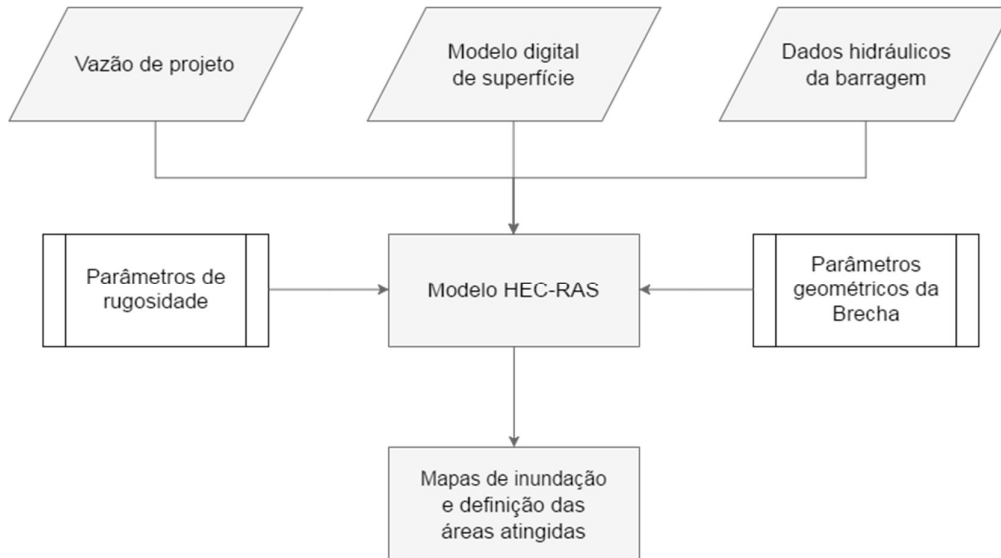 Vazão de projeto
Modelo digital
de superfície
Dados hidráulicos
da barragem
Parâmetros de
rugosidade
Modelo HEC-RAS
Parâmetros
geométricos da
Brecha
Mapas de inundação
e definição das
áreas atingidas